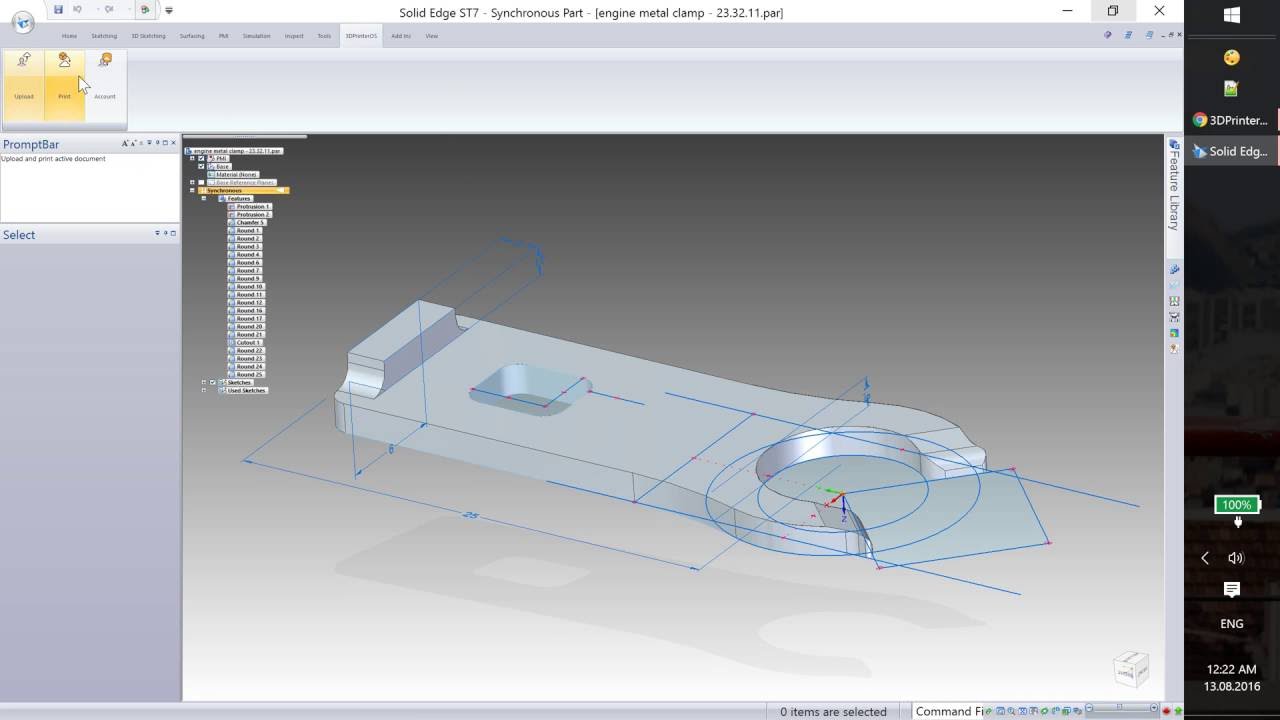 Solid Edge ST7 - Synchronous Part - [engine metal clamp - 23.32.11.par]
Home Sketching 3D Sketching Surfacing PMI Simulation Inspect Tools 3DPrinterOS Add Ins View
Upload Print Account
PromptBar
Upload and print active document
Select
engine metal clamp - 23.32.11.par
PMI
Base
Material (None)
Base Reference Planes
Synchronous
Features
Protrusion 1
Protrusion 2
Chamfer 5
Round 1
Round 2
Round 3
Round 4
Round 6
Round 7
Round 9
Round 10
Round 11
Round 12
Round 16
Round 17
Round 20
Round 21
Cutout 1
Round 22
Round 23
Round 24
Round 25
Sketches
Used Sketches
6
25
Z
Feature Library
0 items are selected
Command Fi
3DPrinter...
Solid Edg...
100%
ENG
12:22 AM
13.08.2016